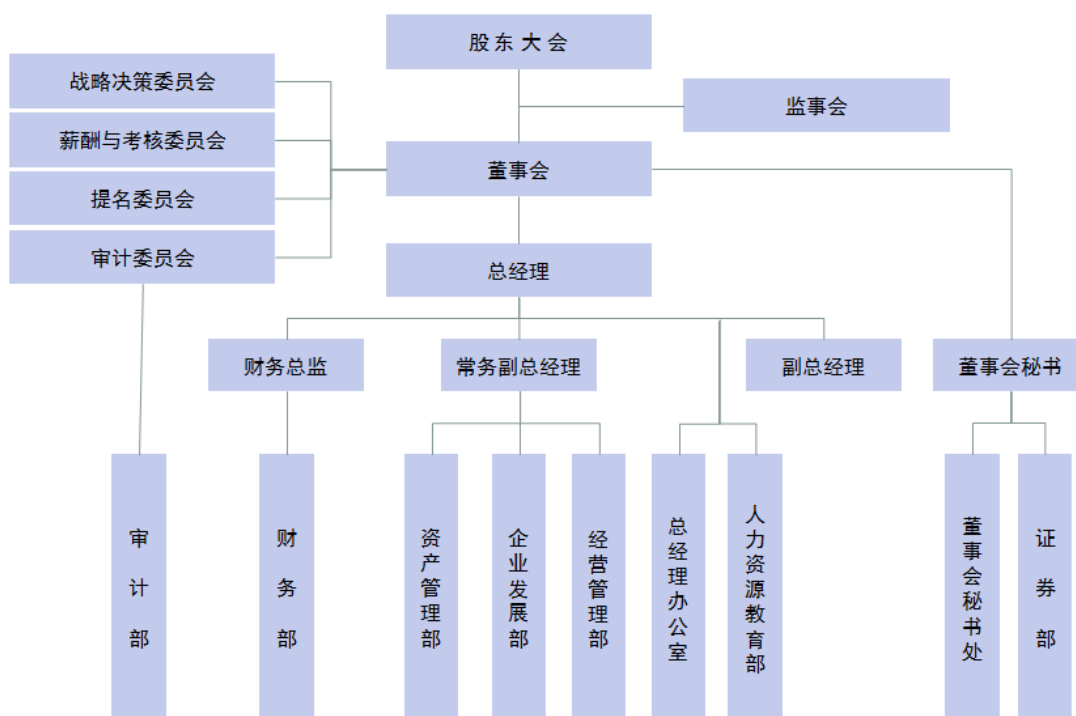 股东大会
战略决策委员会
监事会
薪酬与考核委员会
董事会
提名委员会
审计委员会
总经理
财务总监
常务副总经理
副总经理
董事会秘书
审计部
财务部
资产管理部
企业发展部
经营管理部
总经理办公室
人力资源教育部
董事会秘书处
证券部